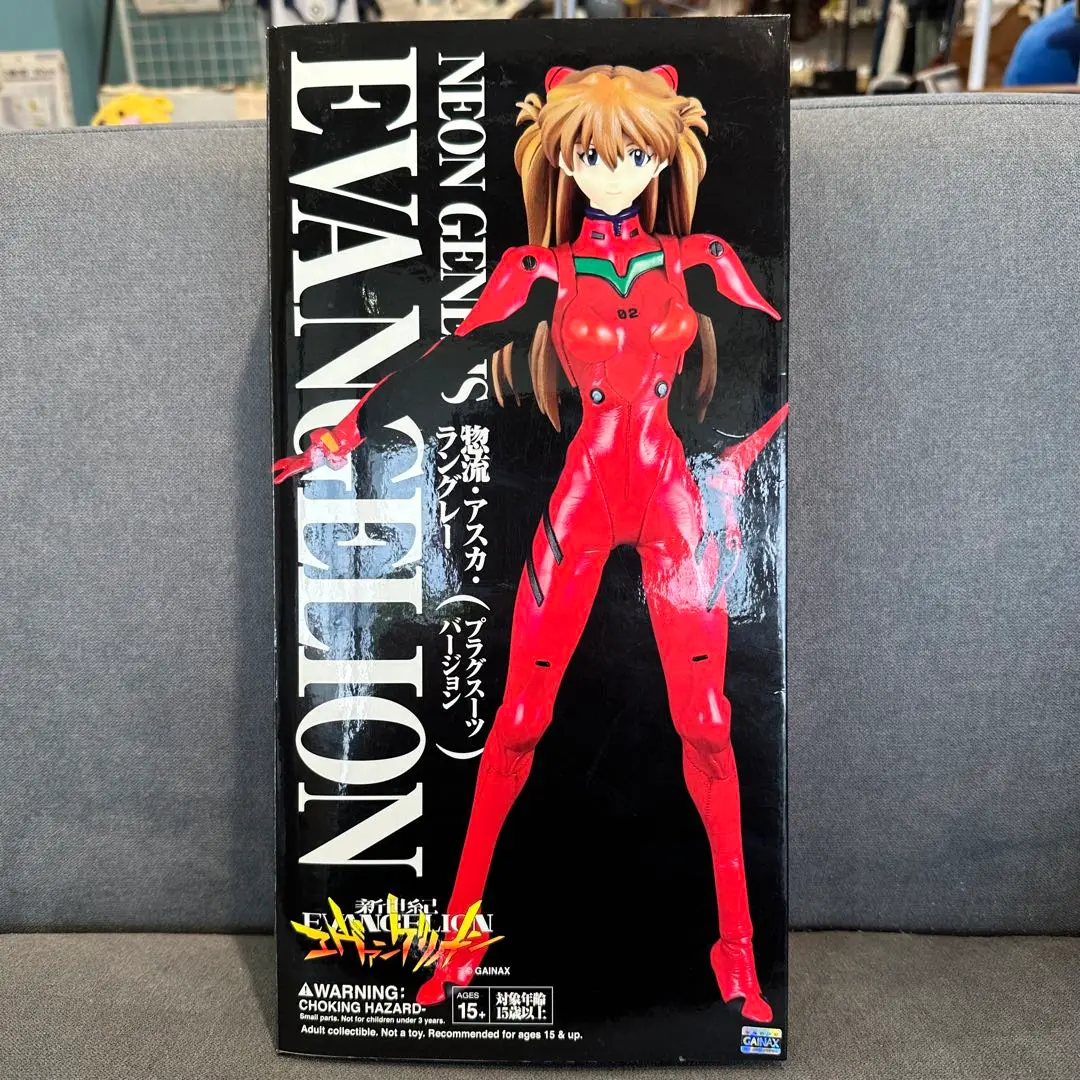 NEON GENESIS
EVANGELION
惣流・アスカ・
ラングレー
(プラグスーツ
バージョン)
02
新世紀
EVANGELION
エヴァンゲリオン
© GAINAX
⚠WARNING:
CHOKING HAZARD-
Small parts. Not for children under 3 years.
AGES
15+
対象年齢
15歳以上
Adult collectible. Not a toy. Recommended for ages 15 & up.
GAINAX